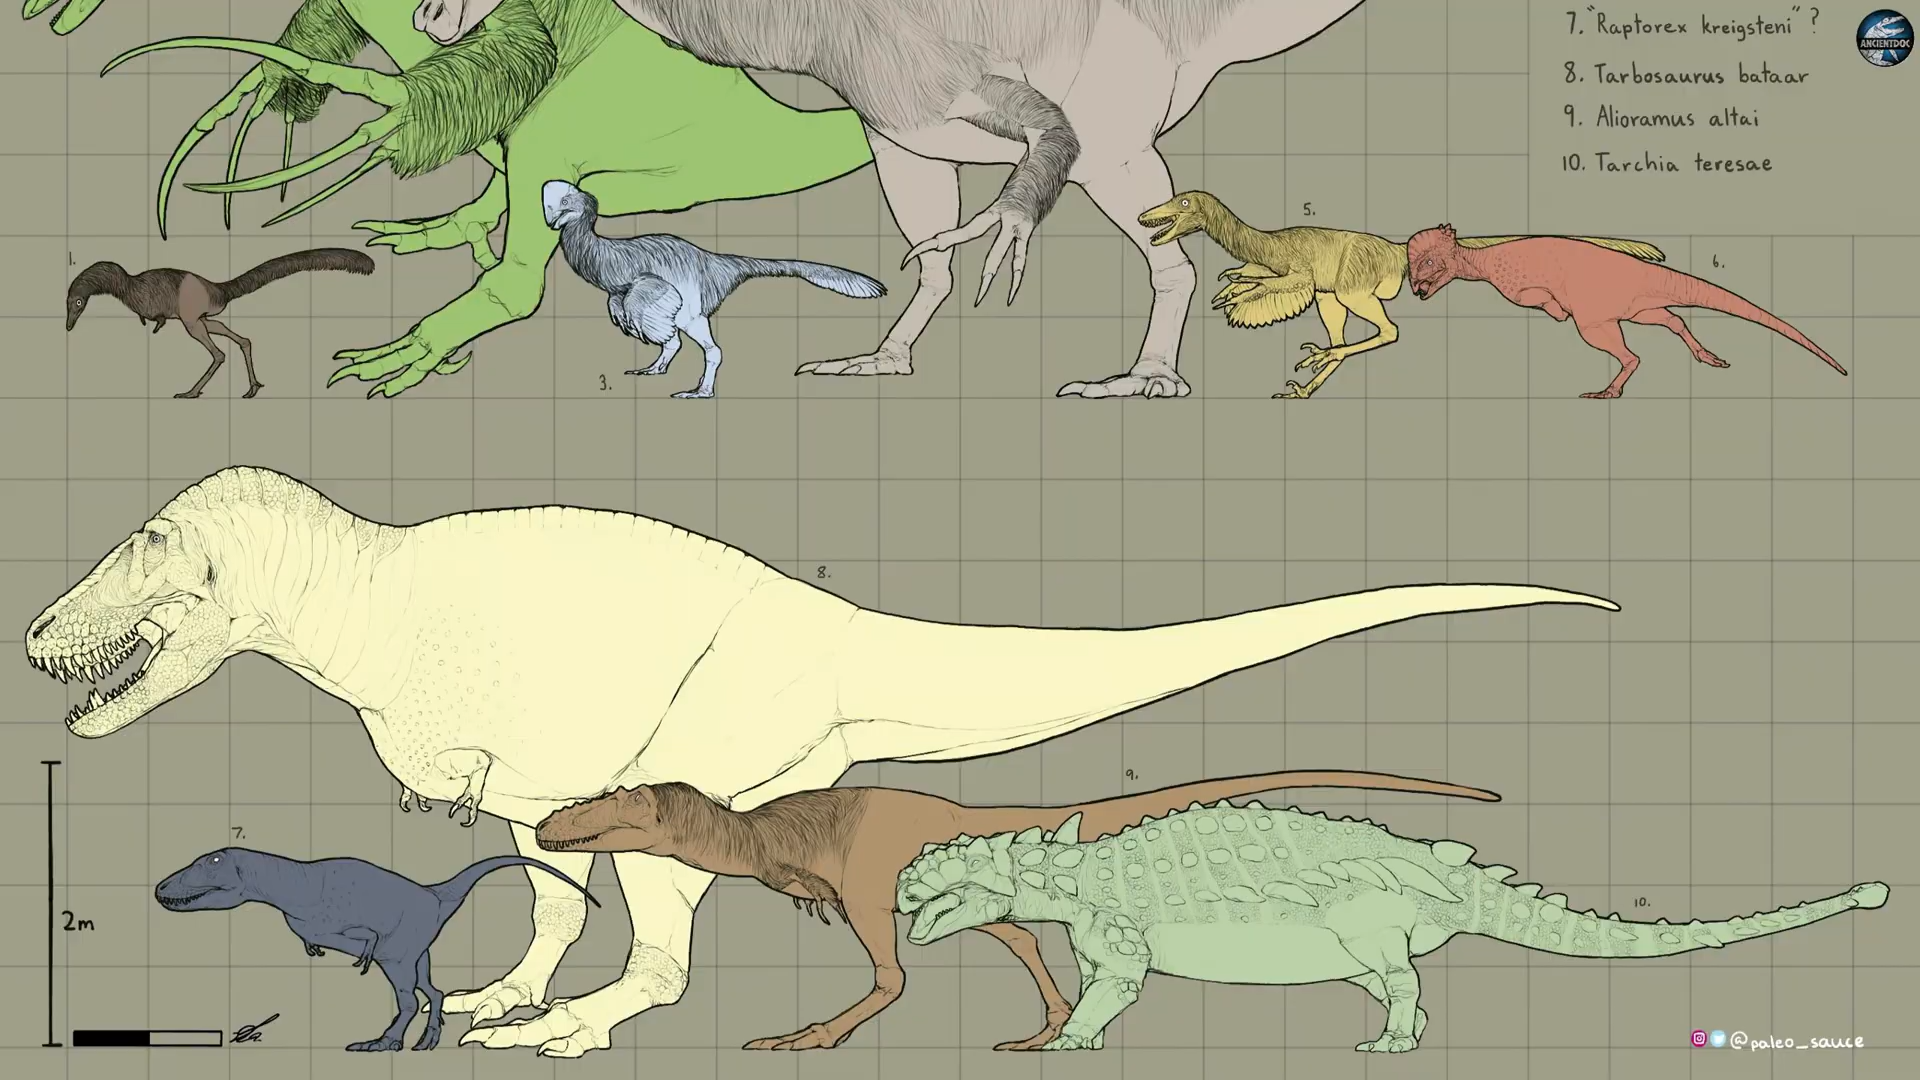 7. "Raptorex kreigsteni" ?
8. Tarbosaurus bataar
9. Alioramus altai
10. Tarchia teresae
ANCIENTDOC
1.
3.
5.
6.
8.
9.
7.
10.
2m
@paleo_sauce